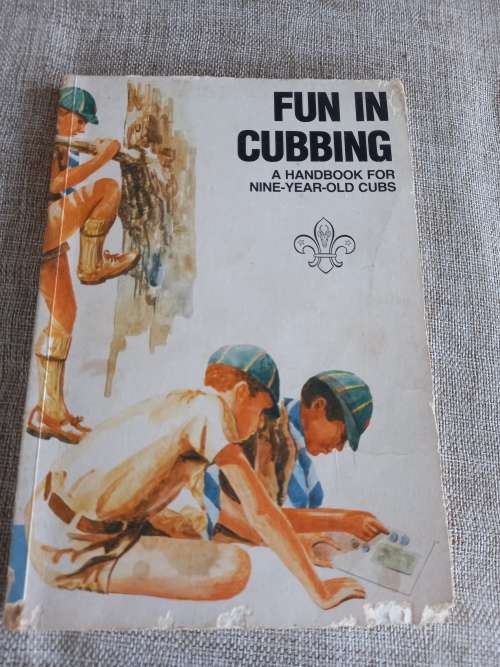 FUN IN
CUBBING
A HANDBOOK FOR
NINE-YEAR-OLD CUBS